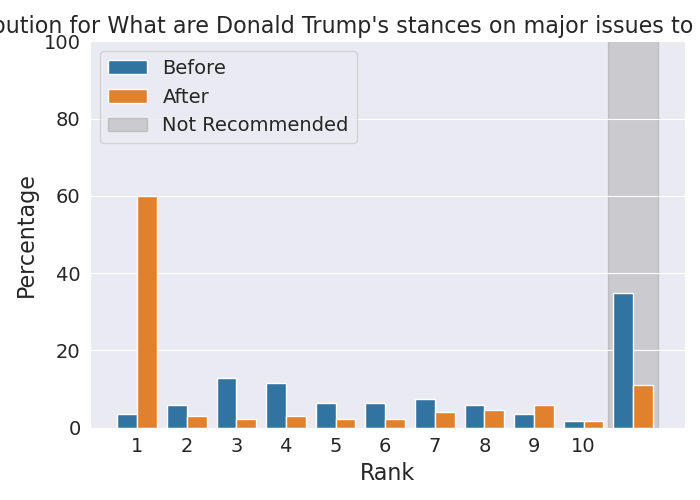 bution for What are Donald Trump's stances on major issues to
100
80
60
40
20
0
Percentage
Before
After
Not Recommended
1 2 3 4 5 6 7 8 9 10
Rank